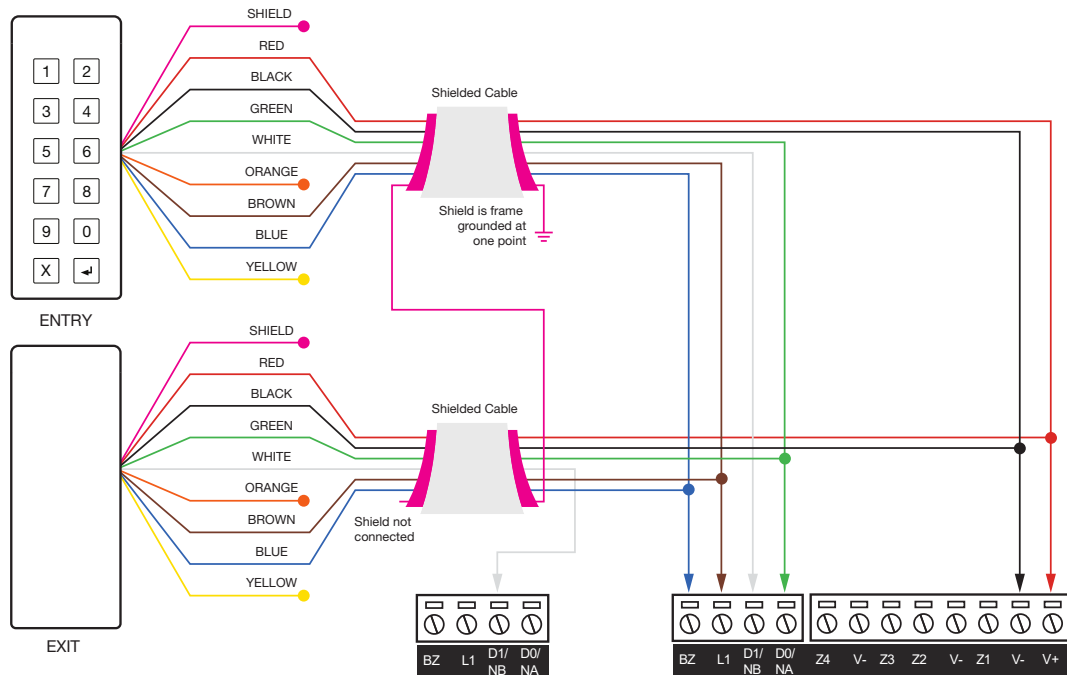 SHIELD
RED
BLACK
GREEN
WHITE
ORANGE
BROWN
BLUE
YELLOW
1 2
3 4
5 6
7 8
9 0
X ↵
ENTRY
Shielded Cable
Shield is frame
grounded at
one point
SHIELD
RED
BLACK
GREEN
WHITE
ORANGE
BROWN
BLUE
YELLOW
EXIT
Shielded Cable
Shield not
connected
BZ L1 D1/NB D0/NA
BZ L1 D1/NB D0/NA
Z4 V- Z3 Z2 V- Z1 V- V+